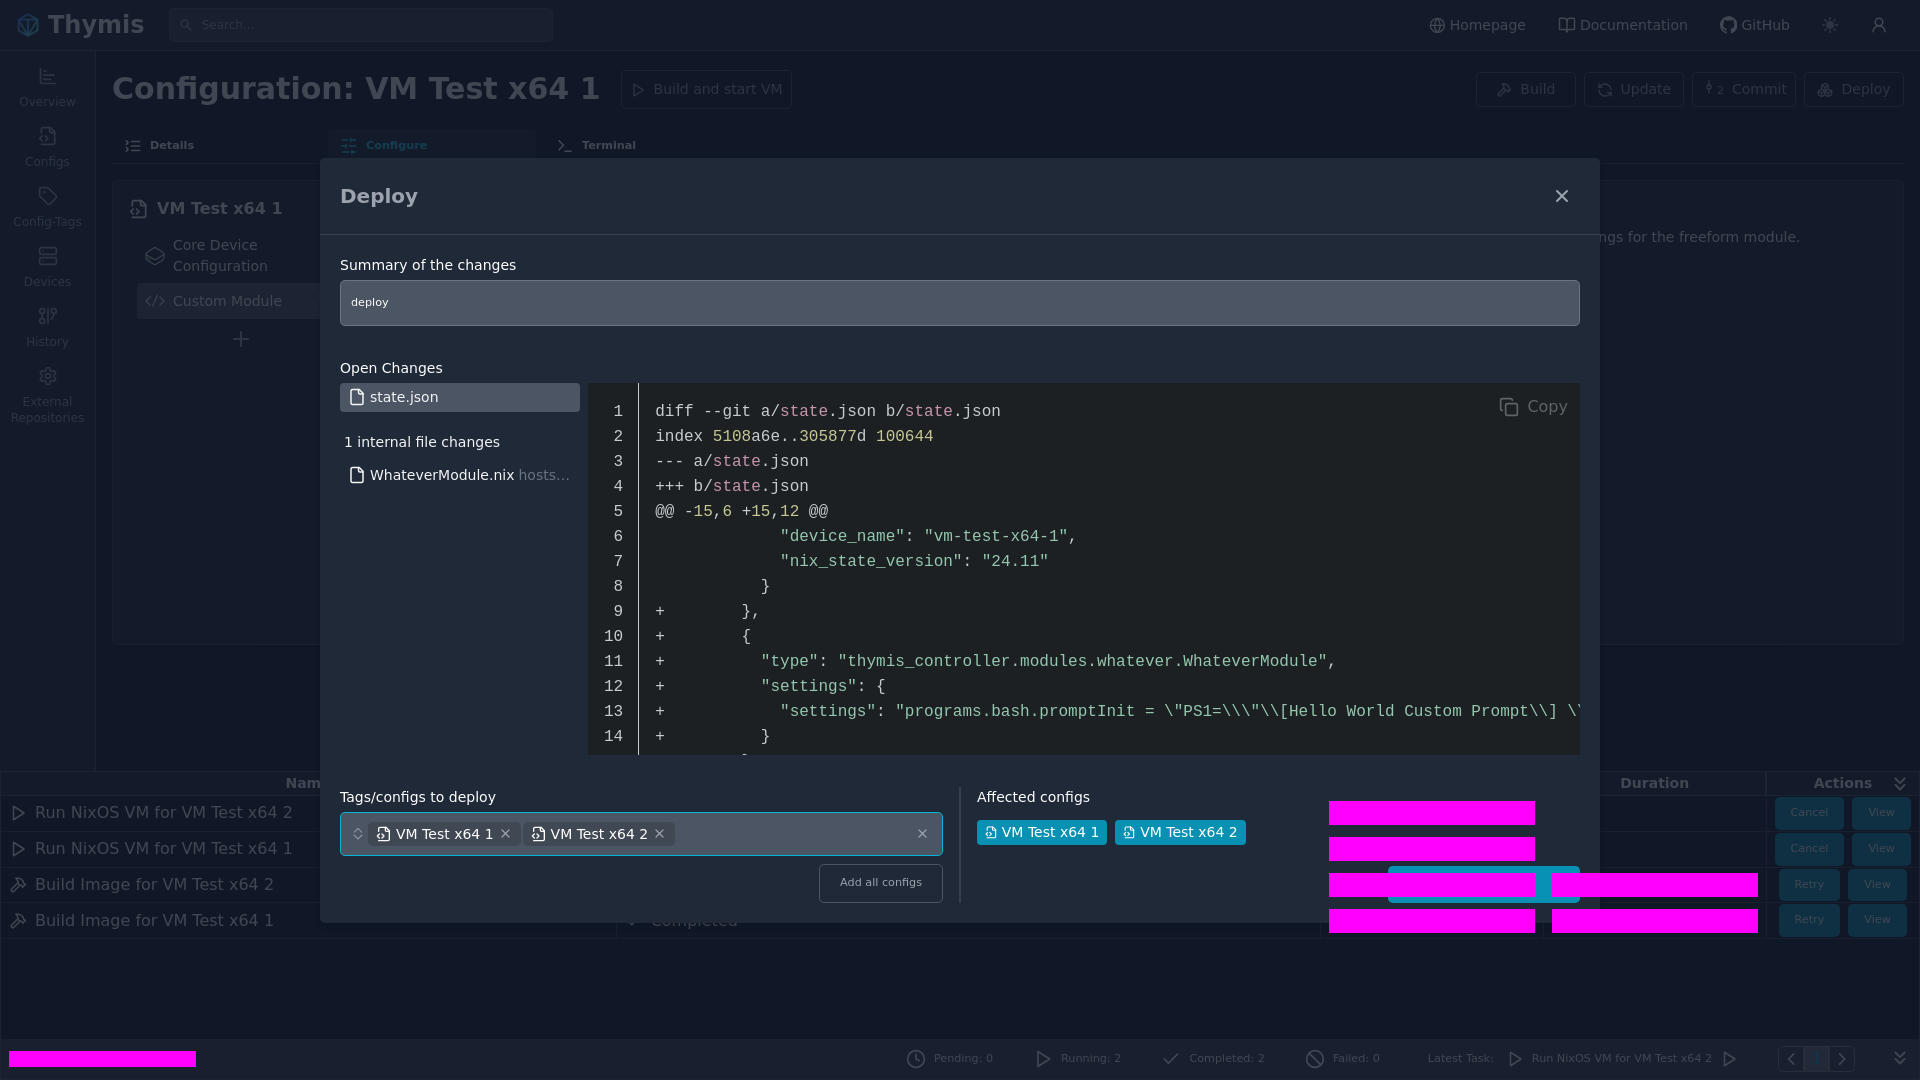 Thymis
Search...
Homepage
Documentation
GitHub
Overview
Configs
Config-Tags
Devices
History
External
Repositories
Configuration: VM Test x64 1
Build and start VM
Build
Update
2 Commit
Deploy
Details
Configure
Terminal
VM Test x64 1
Core Device
Configuration
Custom Module
ngs for the freeform module.
Deploy
Summary of the changes
deploy
Open Changes
state.json
1 internal file changes
WhateverModule.nix hosts...
Copy
1 diff --git a/state.json b/state.json
2 index 5108a6e..305877d 100644
3 --- a/state.json
4 +++ b/state.json
5 @@ -15,6 +15,12 @@
6 "device_name": "vm-test-x64-1",
7 "nix_state_version": "24.11"
8 }
9 + },
10 + {
11 + "type": "thymis_controller.modules.whatever.WhateverModule",
12 + "settings": {
13 + "settings": "programs.bash.promptInit = \"PS1=\\\"\\[Hello World Custom Prompt\\] \
14 + }
Tags/configs to deploy
VM Test x64 1
VM Test x64 2
Add all configs
Affected configs
VM Test x64 1
VM Test x64 2
Nam
Duration
Actions
Run NixOS VM for VM Test x64 2
Cancel
View
Run NixOS VM for VM Test x64 1
Cancel
View
Build Image for VM Test x64 2
Retry
View
Build Image for VM Test x64 1
Completed
Retry
View
Pending: 0
Running: 2
Completed: 2
Failed: 0
Latest Task:
Run NixOS VM for VM Test x64 2
1